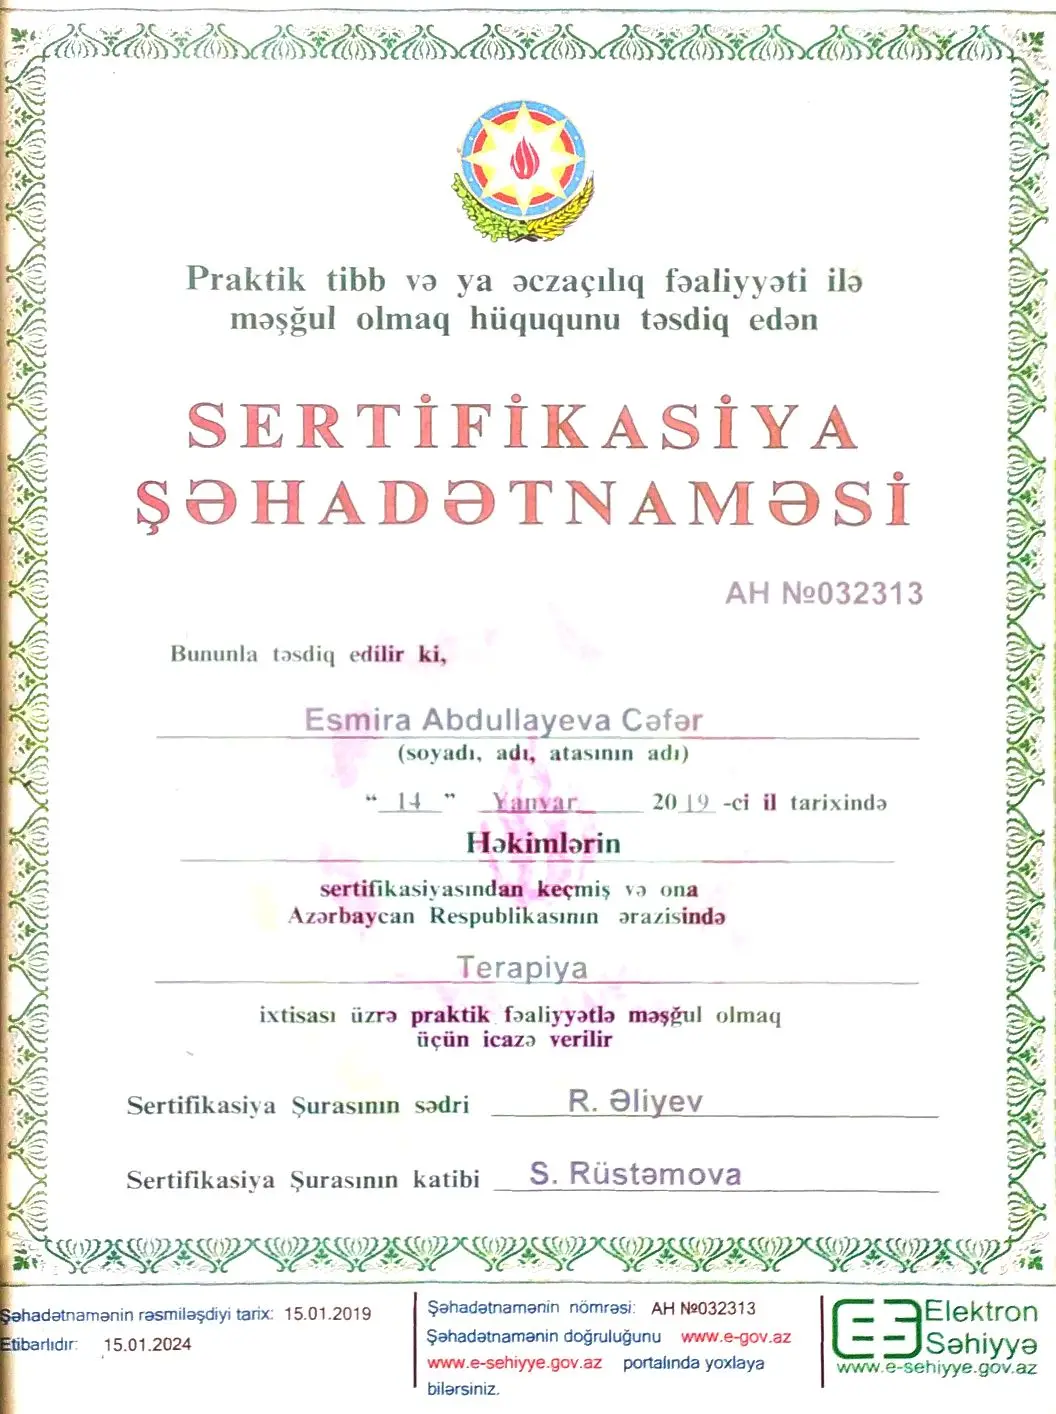 Praktik tibb və ya əczaçılıq fəaliyyəti ilə
məşğul olmaq hüququnu təsdiq edən
SERTİFİKASİYA
ŞƏHADƏTNAMƏSİ
AH №032313
Bununla təsdiq edilir ki,
Esmira Abdullayeva Cəfər
(soyadı, adı, atasının adı)
“ 14 ” Yanvar 2019 -ci il tarixində
Həkimlərin
sertifikasiyasından keçmiş və ona
Azərbaycan Respublikasının ərazisində
Terapiya
ixtisası üzrə praktik fəaliyyətlə məşğul olmaq
üçün icazə verilir
Sertifikasiya Şurasının sədri R. Əliyev
Sertifikasiya Şurasının katibi S. Rüstəmova
Şəhadətnamənin rəsmiləşdiyi tarix: 15.01.2019
Etibarlıdır: 15.01.2024
Şəhadətnamənin nömrəsi: AH №032313
Şəhadətnamənin doğruluğunu www.e-gov.az
www.e-sehiyye.gov.az portalında yoxlaya
bilərsiniz.
Elektron
Səhiyyə
www.e-sehiyye.gov.az